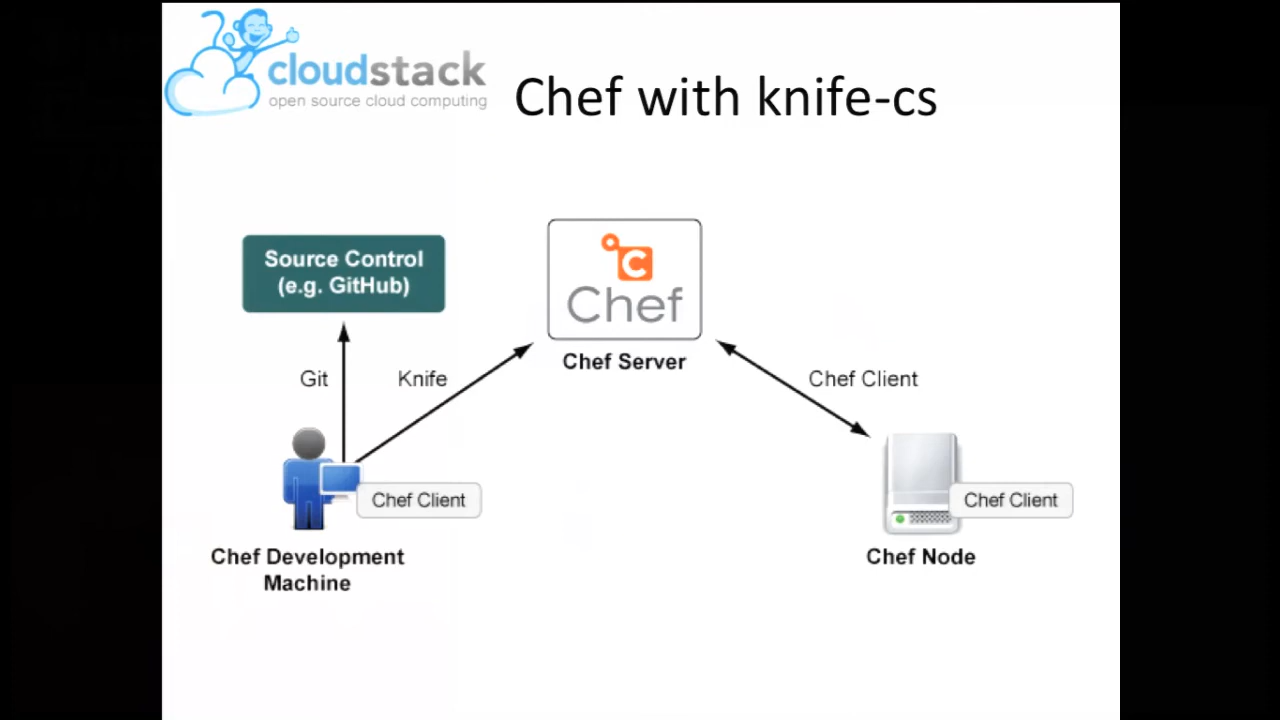 cloudstack
open source cloud computing
Chef with knife-cs
Source Control
(e.g. GitHub)
C
Chef
Chef Server
Git
Knife
Chef Client
Chef Client
Chef Client
Chef Development
Machine
Chef Node